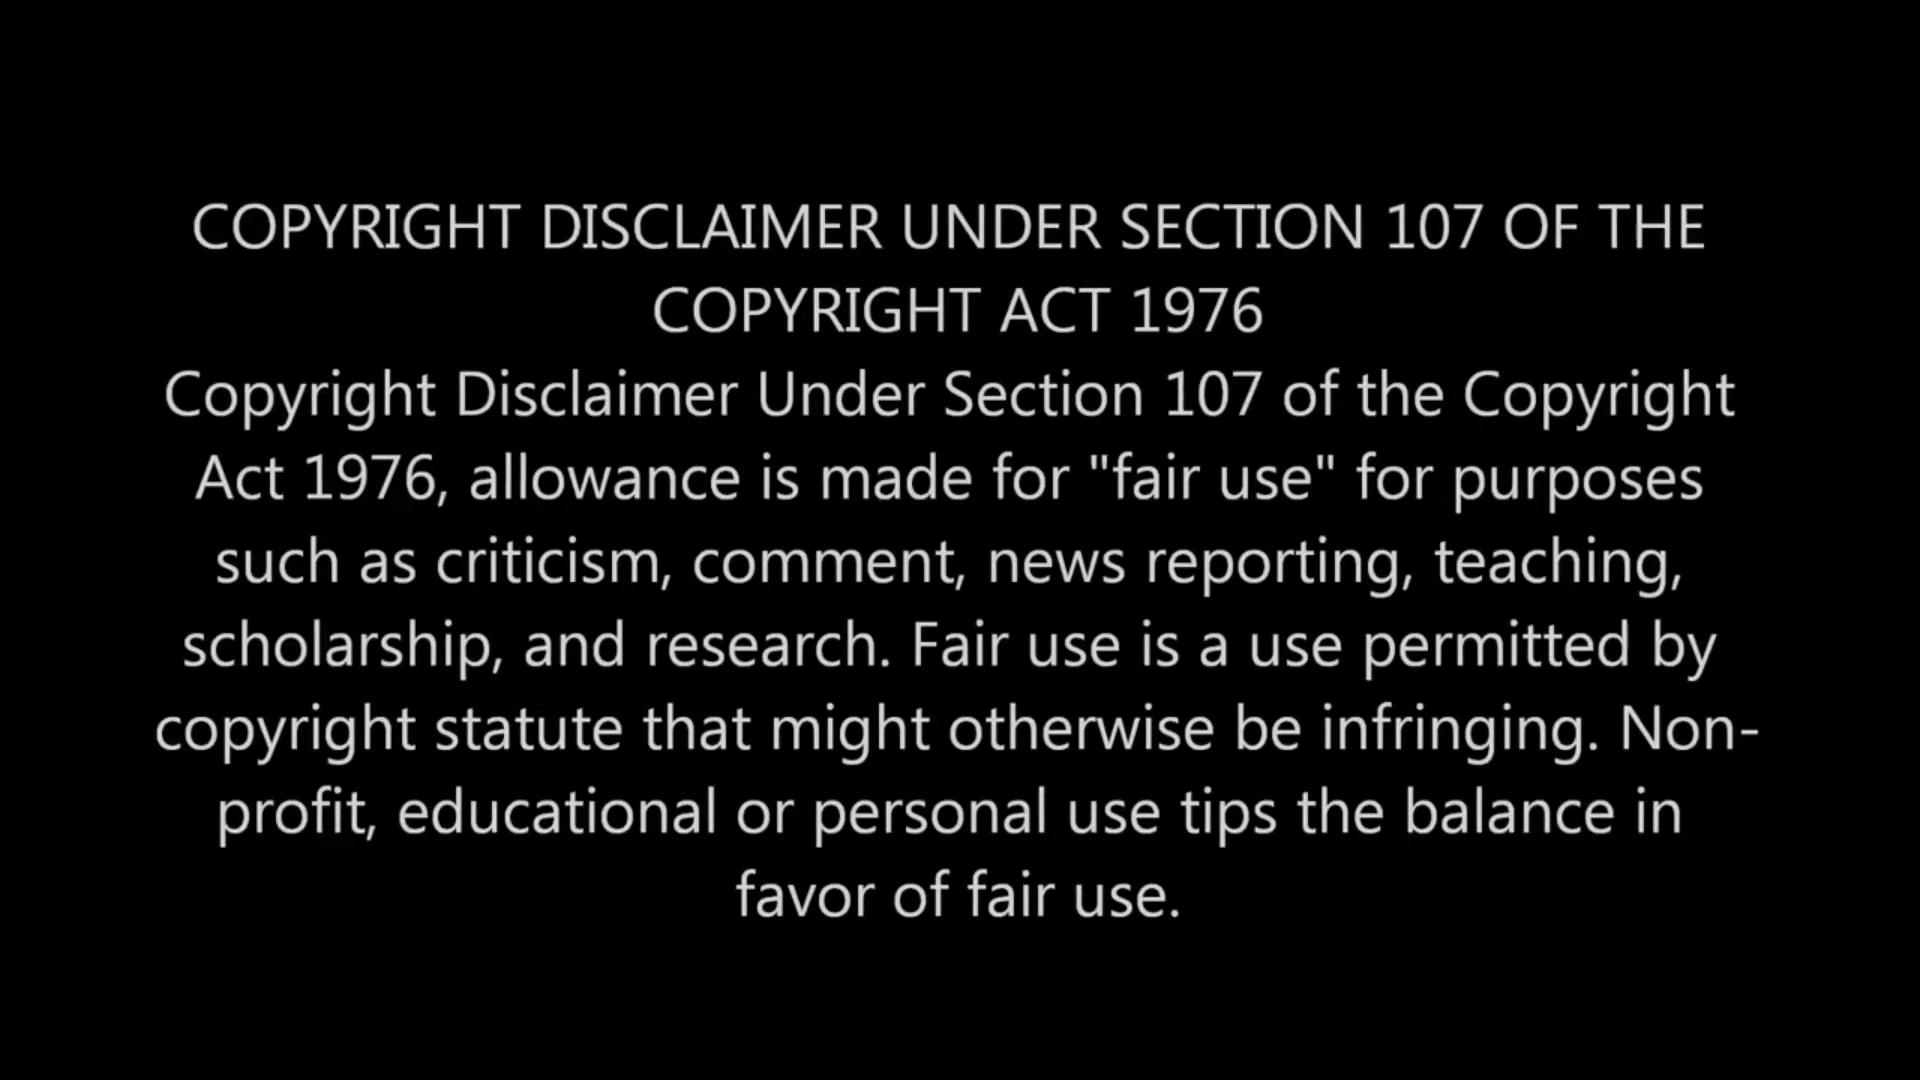 COPYRIGHT DISCLAIMER UNDER SECTION 107 OF THE
COPYRIGHT ACT 1976
Copyright Disclaimer Under Section 107 of the Copyright
Act 1976, allowance is made for "fair use" for purposes
such as criticism, comment, news reporting, teaching,
scholarship, and research. Fair use is a use permitted by
copyright statute that might otherwise be infringing. Non-
profit, educational or personal use tips the balance in
favor of fair use.